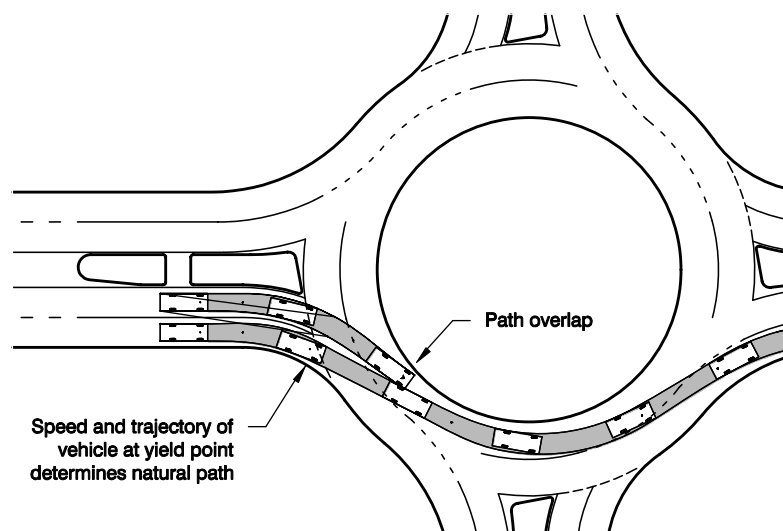 Path overlap
Speed and trajectory of
vehicle at yield point
determines natural path